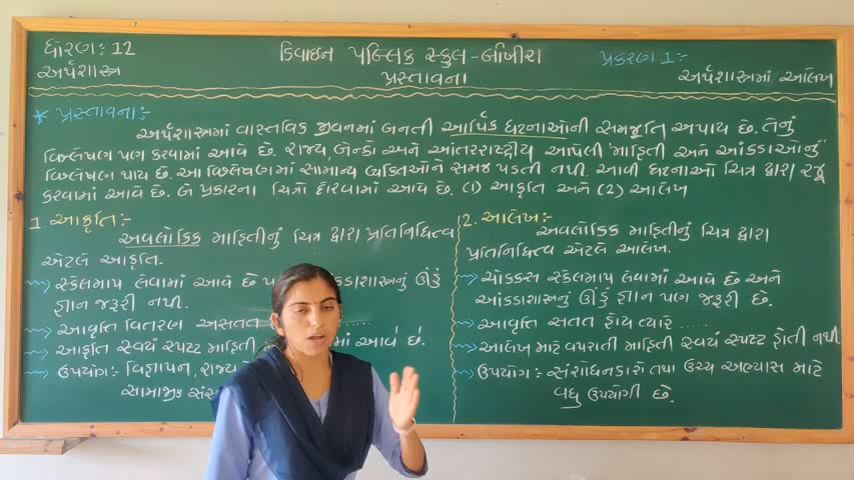 ધોરણ: 12
ડિવાઇન પબ્લિક સ્કુલ-લીંબીયા
પ્રકરણ 1:-
અર્થશાસ્ત્ર
પ્રસ્તાવના
અર્થશાસ્ત્રમાં આલેખ
* પ્રસ્તાવના:-
અર્થશાસ્ત્રમાં વાસ્તવિક જીવનમાં બનતી આર્થિક ઘટનાઓની સમજૂતિ અપાય છે. તેનું
વિશ્લેષણ પણ કરવામાં આવે છે. રાજ્ય, બેન્કો અને આંતરરાષ્ટ્રીય આપેલી "માહિતી અને આંકડાઓનું"
વિશ્લેષણ થાય છે. આ વિશ્લેષણમાં સામાન્ય વ્યક્તિઓને સમજ પડતી નથી. આવી ઘટનાઓ ચિત્ર દ્વારા રજૂ
કરવામાં આવે છે. બે પ્રકારના ચિત્રો દોરવામાં આવે છે. (1) આકૃતિ અને (2) આલેખ
1. આકૃતિ:-
અવલોકિક માહિતીનું ચિત્ર દ્વારા પ્રતિનિધિત્વ
એટલે આકૃતિ.
સ્કેલમાપ લેવામાં આવે છે ઊંડું
જ્ઞાન જરૂરી નથી.
આવૃત્તિ વિતરણ અસતત
આકૃતિ સ્વયં સ્પષ્ટ માહિતી આવે છે.
ઉપયોગ:- વિજ્ઞાપન, રાજ્ય
સામાજીક
2. આલેખ:-
અવલોકિક માહિતીનું ચિત્ર દ્વારા
પ્રતિનિધિત્વ એટલે આલેખ.
ચોક્કસ સ્કેલમાપ લેવામાં આવે છે અને
આંકડાશાસ્ત્રનું ઊંડું જ્ઞાન પણ જરૂરી છે.
આવૃત્તિ સતત હોય ત્યારે .....
આલેખ માટે વપરાતી માહિતી સ્વયં સ્પષ્ટ હોતી નથી
ઉપયોગ:- સંશોધનકારો તથા ઉચ્ચ અભ્યાસ માટે
વધુ ઉપયોગી છે.